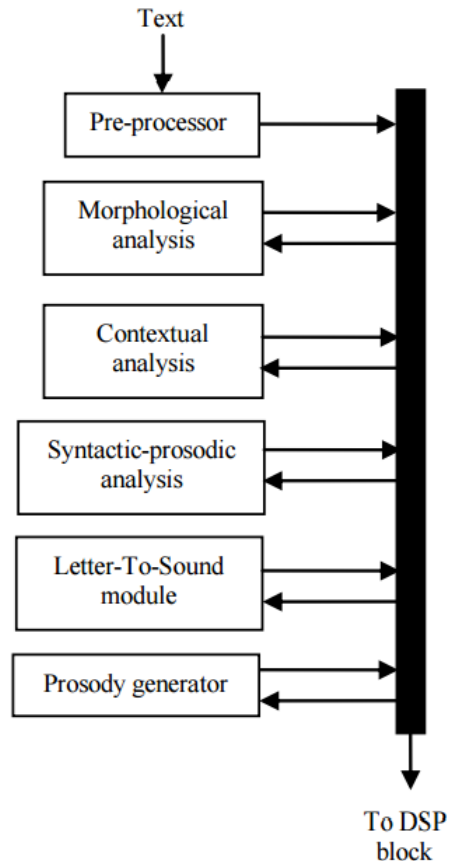 Text
Pre-processor
Morphological
analysis
Contextual
analysis
Syntactic-prosodic
analysis
Letter-To-Sound
module
Prosody generator
To DSP
block